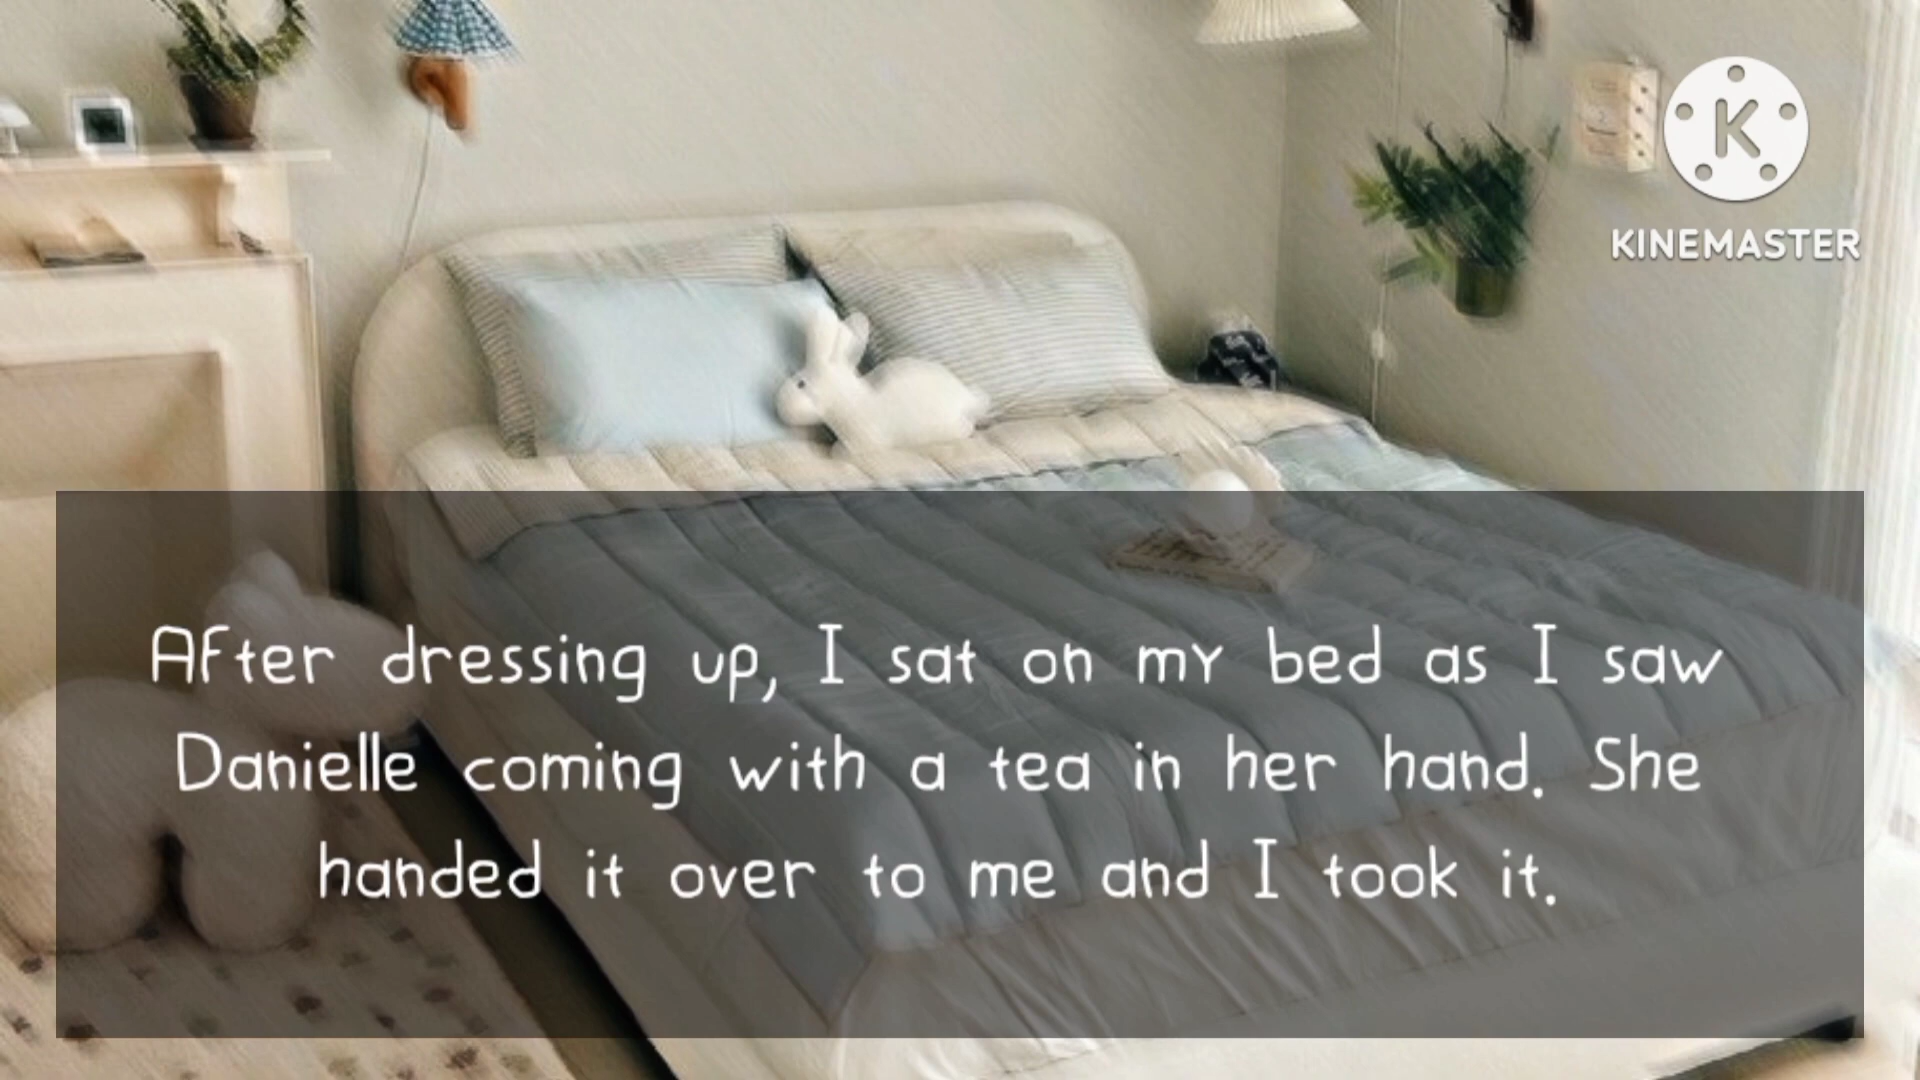 K
KINEMASTER
After dressing up, I sat on my bed as I saw
Danielle coming with a tea in her hand. She
handed it over to me and I took it.